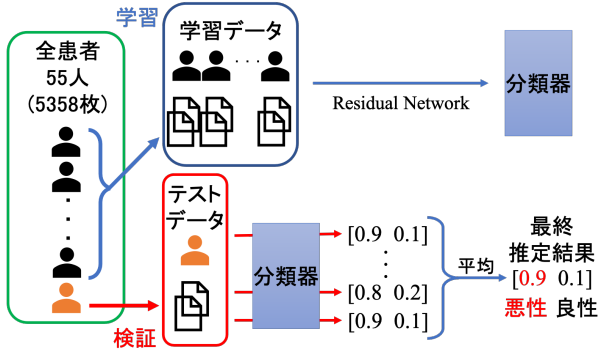 学習
全患者
55人
(5358枚)
学習データ
・・・
Residual Network
分類器
テスト
データ
検証
分類器
[0.9 0.1]
[0.8 0.2]
[0.9 0.1]
平均
最終
推定結果
[0.9 0.1]
悪性 良性